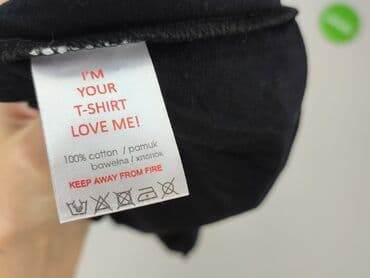 I'M
YOUR
T-SHIRT
LOVE ME!
100% cotton / pamuk
bawełna / хлопок
KEEP AWAY FROM FIRE